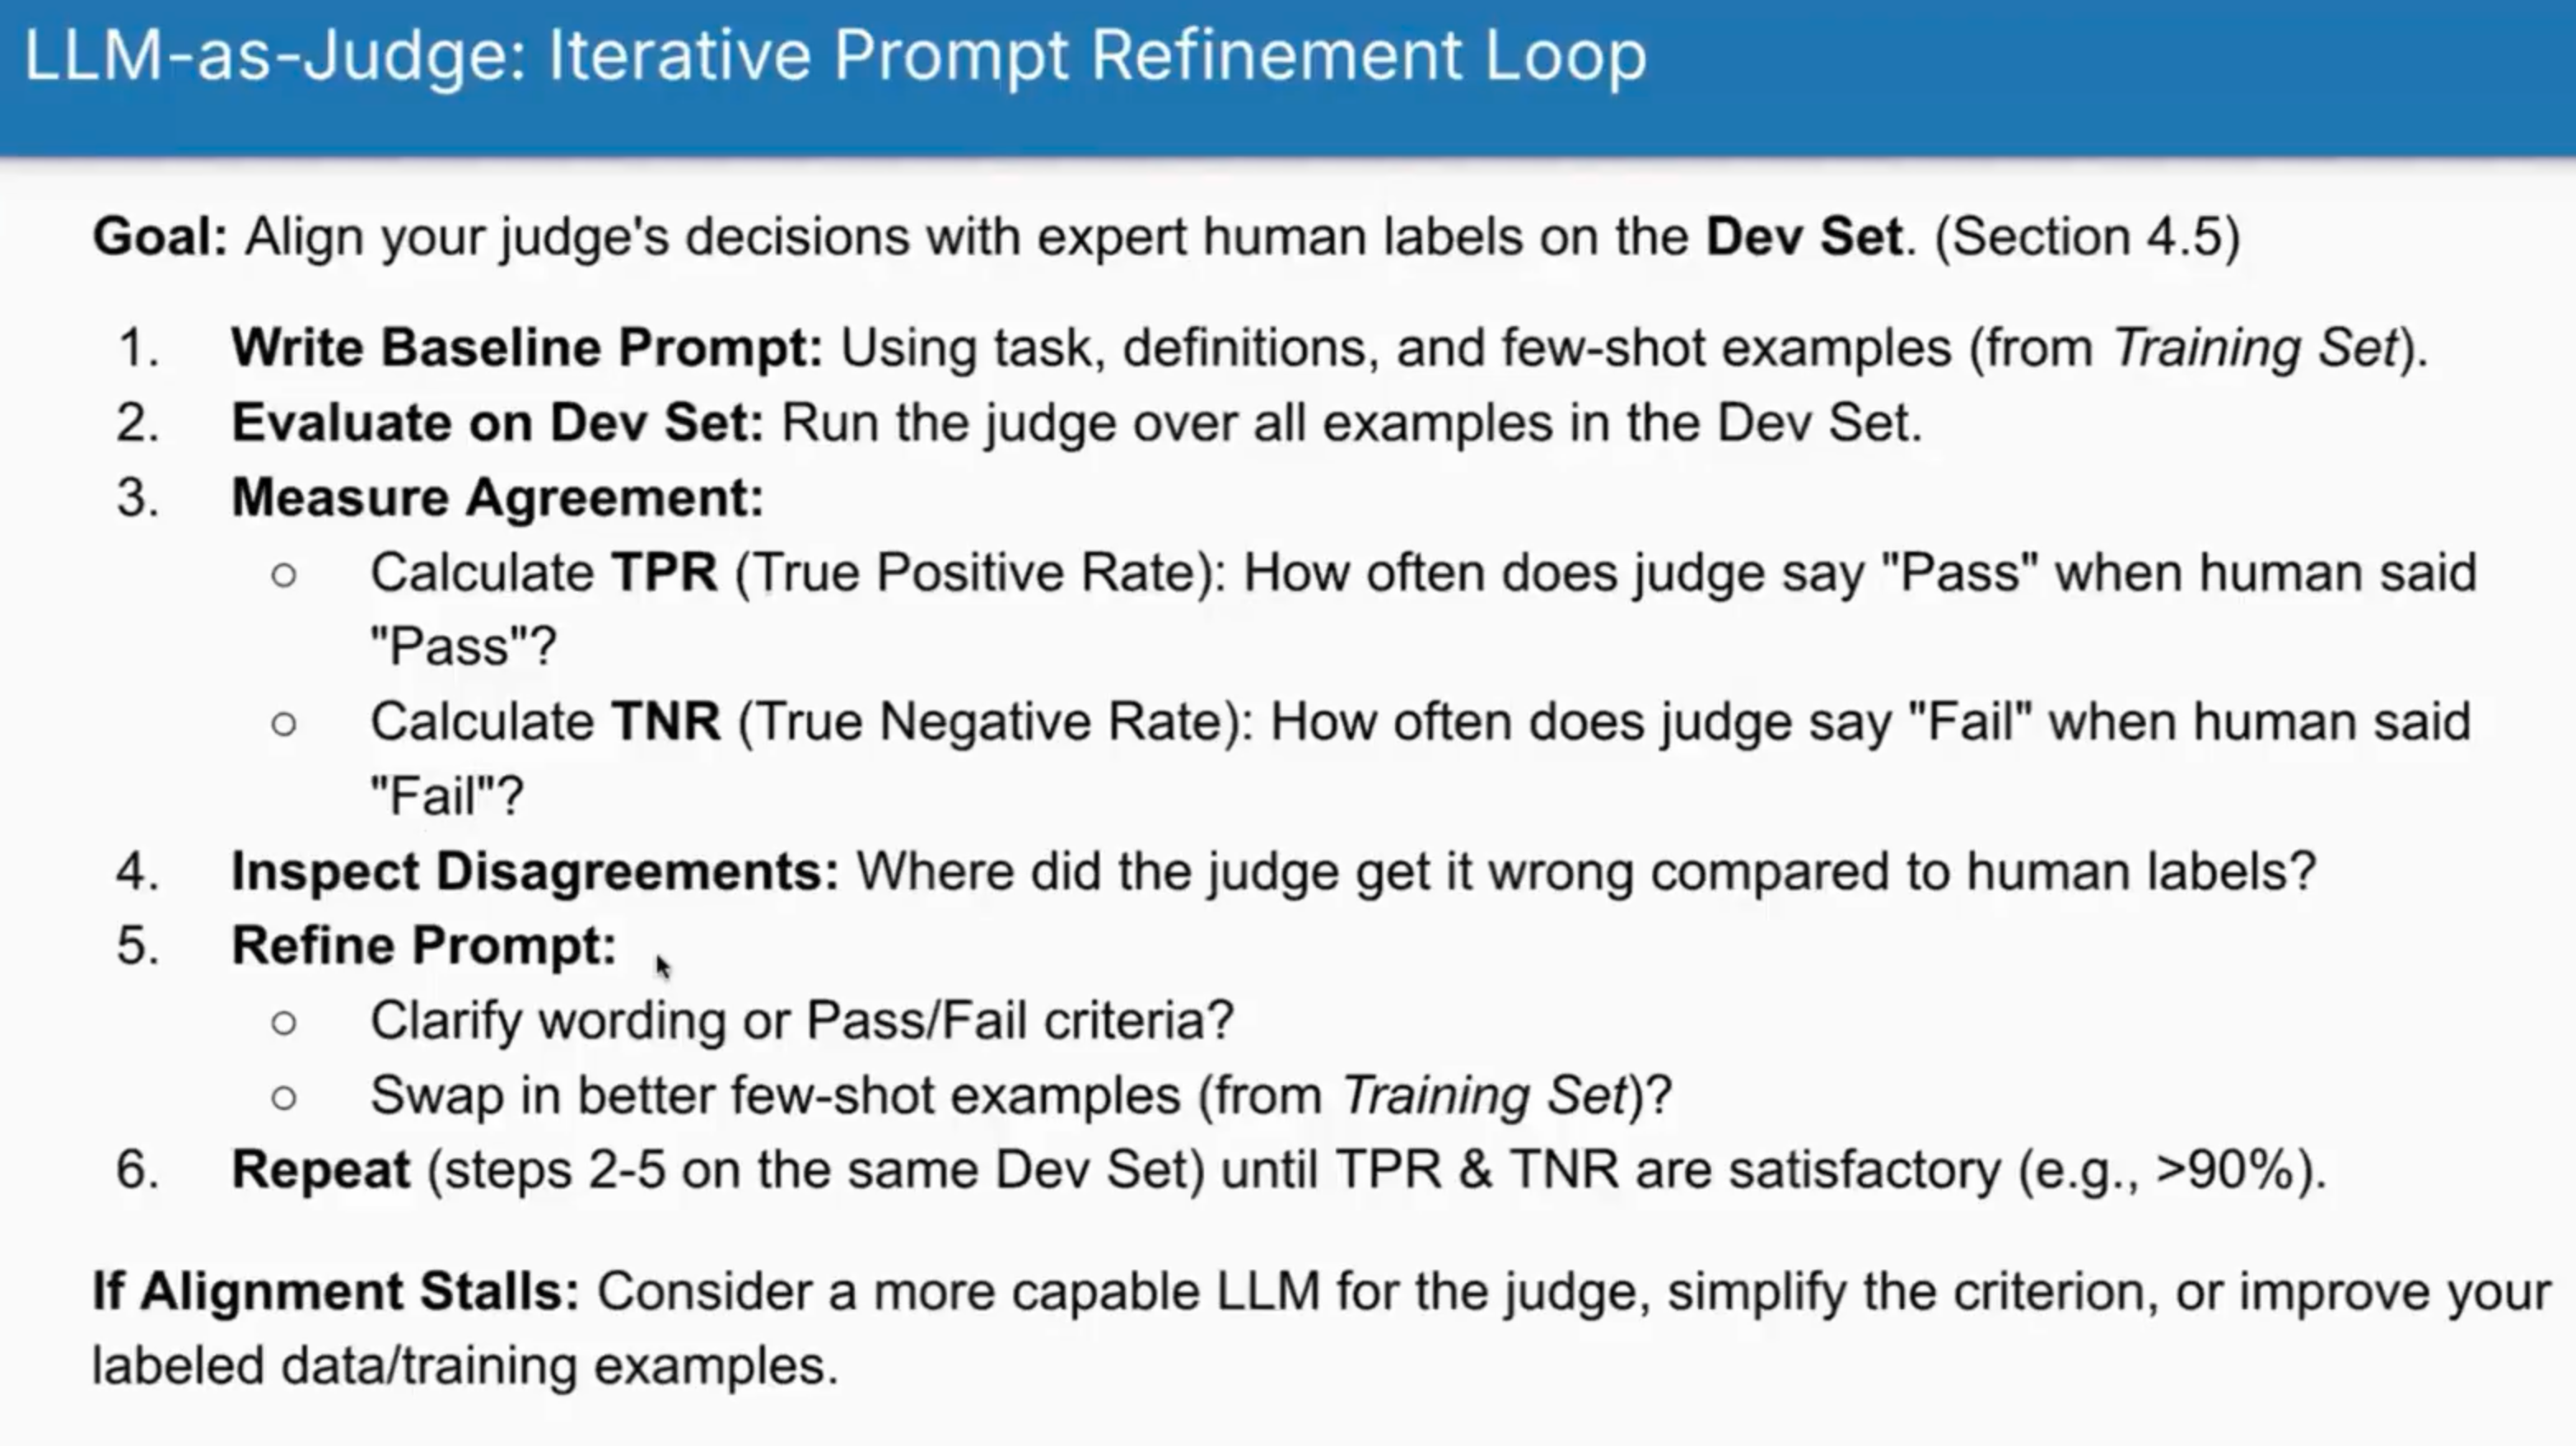 LLM-as-Judge: Iterative Prompt Refinement Loop
Goal: Align your judge's decisions with expert human labels on the Dev Set. (Section 4.5)
1. Write Baseline Prompt: Using task, definitions, and few-shot examples (from Training Set).
2. Evaluate on Dev Set: Run the judge over all examples in the Dev Set.
3. Measure Agreement:
○ Calculate TPR (True Positive Rate): How often does judge say "Pass" when human said
"Pass"?
○ Calculate TNR (True Negative Rate): How often does judge say "Fail" when human said
"Fail"?
4. Inspect Disagreements: Where did the judge get it wrong compared to human labels?
5. Refine Prompt:
○ Clarify wording or Pass/Fail criteria?
○ Swap in better few-shot examples (from Training Set)?
6. Repeat (steps 2-5 on the same Dev Set) until TPR & TNR are satisfactory (e.g., >90%).
If Alignment Stalls: Consider a more capable LLM for the judge, simplify the criterion, or improve your
labeled data/training examples.